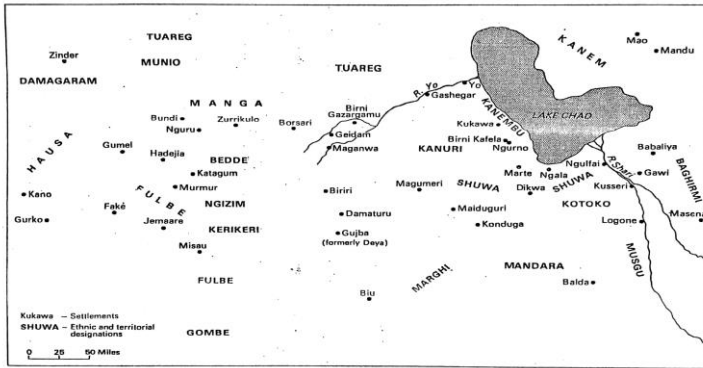 TUAREG
Zinder
MUNIO
DAMAGARAM
TUAREG
KANEM
Mao
Mandu
R. Yo
Yo
Gashegar
MANGA
Bundi
Zurrikulo
Nguru
Borsari
Birni
Gazargamu
Geidam
Maganwa
KANEMBU
LAKE CHAD
Kukawa
Birni Kafela
Ngurno
KANURI
HAUSA
Gumel
Hadejia
BEDDE
Katagum
Murmur
Kano
FULBE
NGIZIM
Gurko
Faké
Jemaare
KERIKERI
Misau
Biriri
Magumeri
SHUWA
Marte
Ngala
Dikwa
SHUWA
Ngulfai
R. Shari
Babaliya
Gawi
BAGHIRMI
Kusseri
KOTOKO
Logone
Masena
Damaturu
Gujba
(formerly Deya)
Maiduguri
Konduga
MARGHI
MANDARA
MUSGU
Balda
FULBE
Biu
GOMBE
Kukawa – Settlements
SHUWA – Ethnic and territorial
designations
0 25 50 Miles